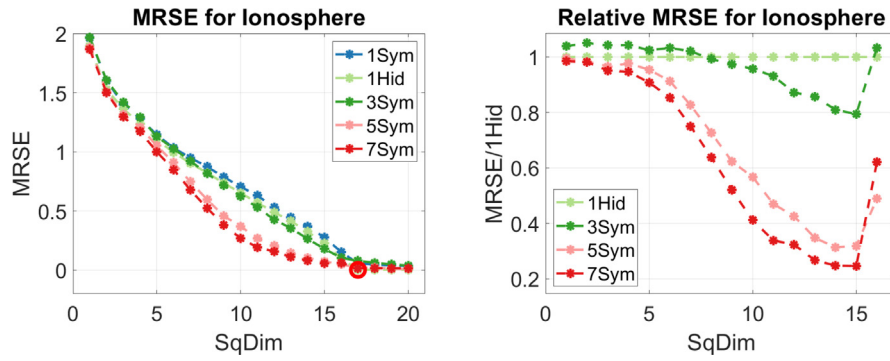 MRSE for Ionosphere
2
1.5
1
0.5
0
MRSE
0
5
10
15
20
SqDim
1Sym
1Hid
3Sym
5Sym
7Sym
Relative MRSE for Ionosphere
1
0.8
0.6
0.4
0.2
MRSE/1Hid
0
5
10
15
SqDim
1Hid
3Sym
5Sym
7Sym